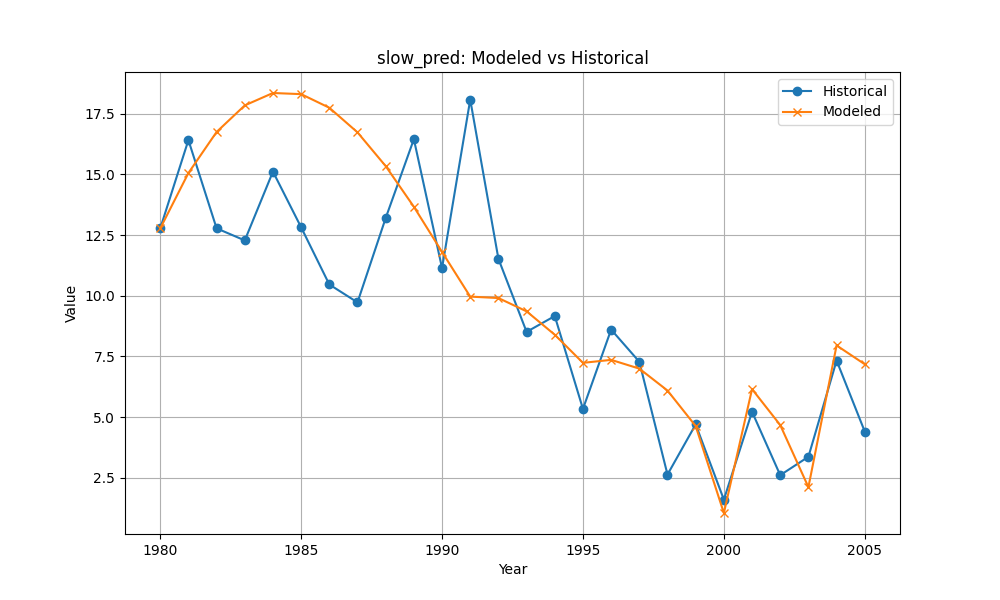 slow_pred: Modeled vs Historical
Historical
Modeled
17.5
15.0
12.5
10.0
7.5
5.0
2.5
Value
1980 1985 1990 1995 2000 2005
Year